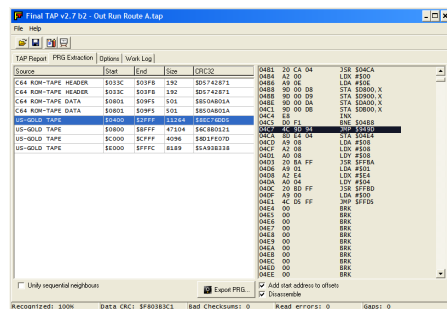 Final TAP v2.7 b2 - Out Run Route A.tap
File Help
TAP Report PRG Extraction Options Work Log
Source Start End Size CRC32
C64 ROM-TAPE HEADER $033C $03FB 192 $D5742871
C64 ROM-TAPE HEADER $033C $03FB 192 $D5742871
C64 ROM-TAPE DATA $0801 $09F5 501 $850AB01A
C64 ROM-TAPE DATA $0801 $09F5 501 $850AB01A
US-GOLD TAPE $0400 $2FFF 11264 $8EC76DD5
US-GOLD TAPE $0800 $BFFF 47104 $6C8B0121
US-GOLD TAPE $C000 $CFFF 4096 $8D1FE07D
US-GOLD TAPE $E000 $FFFC 8189 $5A93B338
04B1 20 CA 04 JSR $04CA
04B4 A2 00 LDX #$00
04B6 A9 0E LDA #$0E
04B8 9D 00 D8 STA $D800,X
04BB 9D 00 D9 STA $D900,X
04BE 9D 00 DA STA $DA00,X
04C1 9D 00 DB STA $DB00,X
04C4 E8 INX
04C5 D0 F1 BNE $04B8
04C7 4C 9D 94 JMP $949D
04CA 8D E4 04 STA $04E4
04CD A9 08 LDA #$08
04CF A2 08 LDX #$08
04D1 A0 08 LDY #$08
04D3 20 BA FF JSR $FFBA
04D6 A9 01 LDA #$01
04D8 A2 E4 LDX #$E4
04DA A0 04 LDY #$04
04DC 20 BD FF JSR $FFBD
04DF A9 00 LDA #$00
04E1 4C D5 FF JMP $FFD5
04E4 00 BRK
04E5 00 BRK
04E6 00 BRK
04E7 00 BRK
04E8 00 BRK
04E9 00 BRK
04EA 00 BRK
04EB 00 BRK
04EC 00 BRK
04ED 00 BRK
04EE 00 BRK
Unify sequential neighbours
Export PRG...
Add start address to offsets
Disassemble
Recognized: 100% Data CRC: $F803B3C1 Bad Checksums: 0 Read errors: 0 Gaps: 0